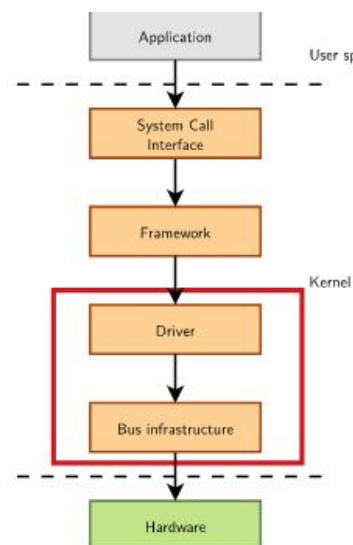 Application
User sp
System Call
Interface
Framework
Kernel
Driver
Bus infrastructure
Hardware